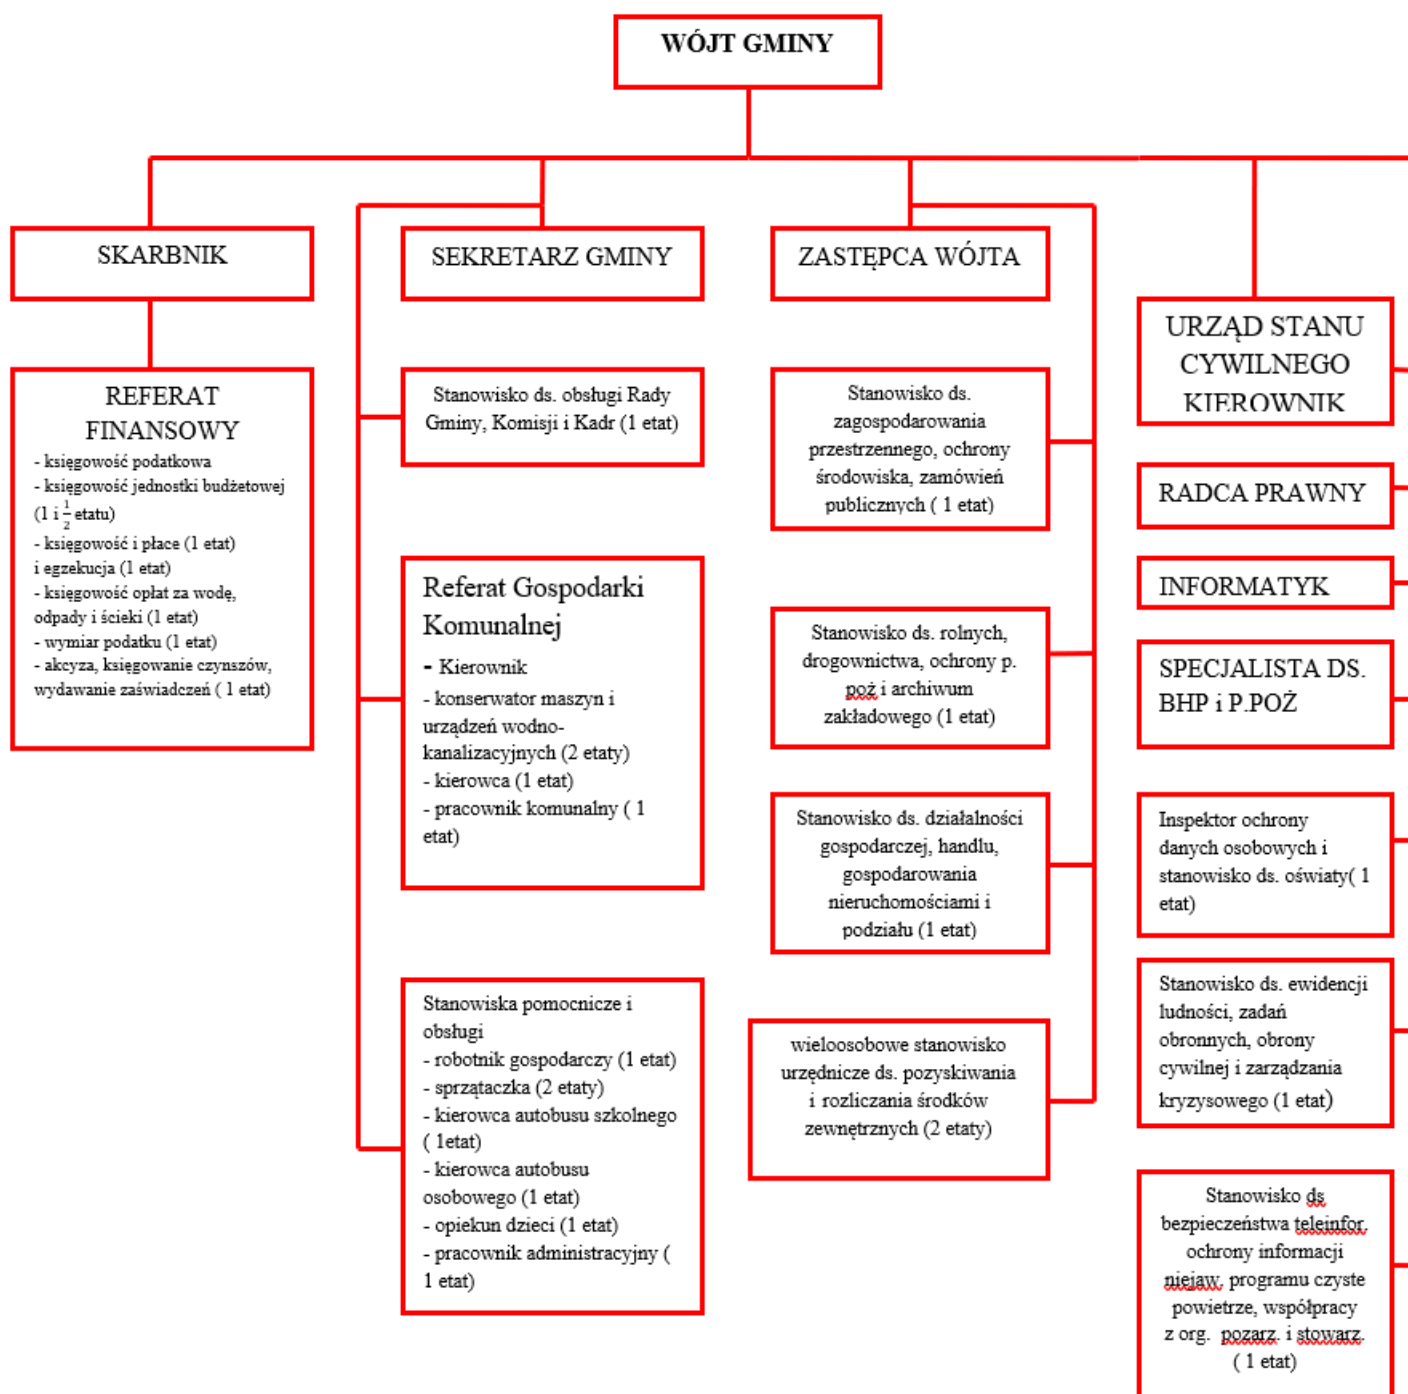 WÓJT GMINY
SKARBNIK
REFERAT
FINANSOWY
- księgowość podatkowa
- księgowość jednostki budżetowej
(1 i 1/2 etatu)
- księgowość i płace (1 etat)
i egzekucja (1 etat)
- księgowość opłat za wodę,
odpady i ścieki (1 etat)
- wymiar podatku (1 etat)
- akcyza, księgowanie czynszów,
wydawanie zaświadczeń ( 1 etat)
SEKRETARZ GMINY
Stanowisko ds. obsługi Rady
Gminy, Komisji i Kadr (1 etat)
Referat Gospodarki
Komunalnej
- Kierownik
- konserwator maszyn i
urządzeń wodno-
kanalizacyjnych (2 etaty)
- kierowca (1 etat)
- pracownik komunalny ( 1
etat)
Stanowiska pomocnicze i
obsługi
- robotnik gospodarczy (1 etat)
- sprzątaczka (2 etaty)
- kierowca autobusu szkolnego
( 1etat)
- kierowca autobusu
osobowego (1 etat)
- opiekun dzieci (1 etat)
- pracownik administracyjny (
1 etat)
ZASTĘPCA WÓJTA
Stanowisko ds.
zagospodarowania
przestrzennego, ochrony
środowiska, zamówień
publicznych ( 1 etat)
Stanowisko ds. rolnych,
drogownictwa, ochrony p.
poż i archiwum
zakładowego (1 etat)
Stanowisko ds. działalności
gospodarczej, handlu,
gospodarowania
nieruchomościami i
podziału (1 etat)
wieloosobowe stanowisko
urzędnicze ds. pozyskiwania
i rozliczania środków
zewnętrznych (2 etaty)
URZĄD STANU
CYWILNEGO
KIEROWNIK
RADCA PRAWNY
INFORMATYK
SPECJALISTA DS.
BHP i P.POŻ
Inspektor ochrony
danych osobowych i
stanowisko ds. oświaty( 1
etat)
Stanowisko ds. ewidencji
ludności, zadań
obronnych, obrony
cywilnej i zarządzania
kryzysowego (1 etat)
Stanowisko ds
bezpieczeństwa teleinfor.
ochrony informacji
niejaw. programu czyste
powietrze, współpracy
z org. pozarz. i stowarz.
( 1 etat)